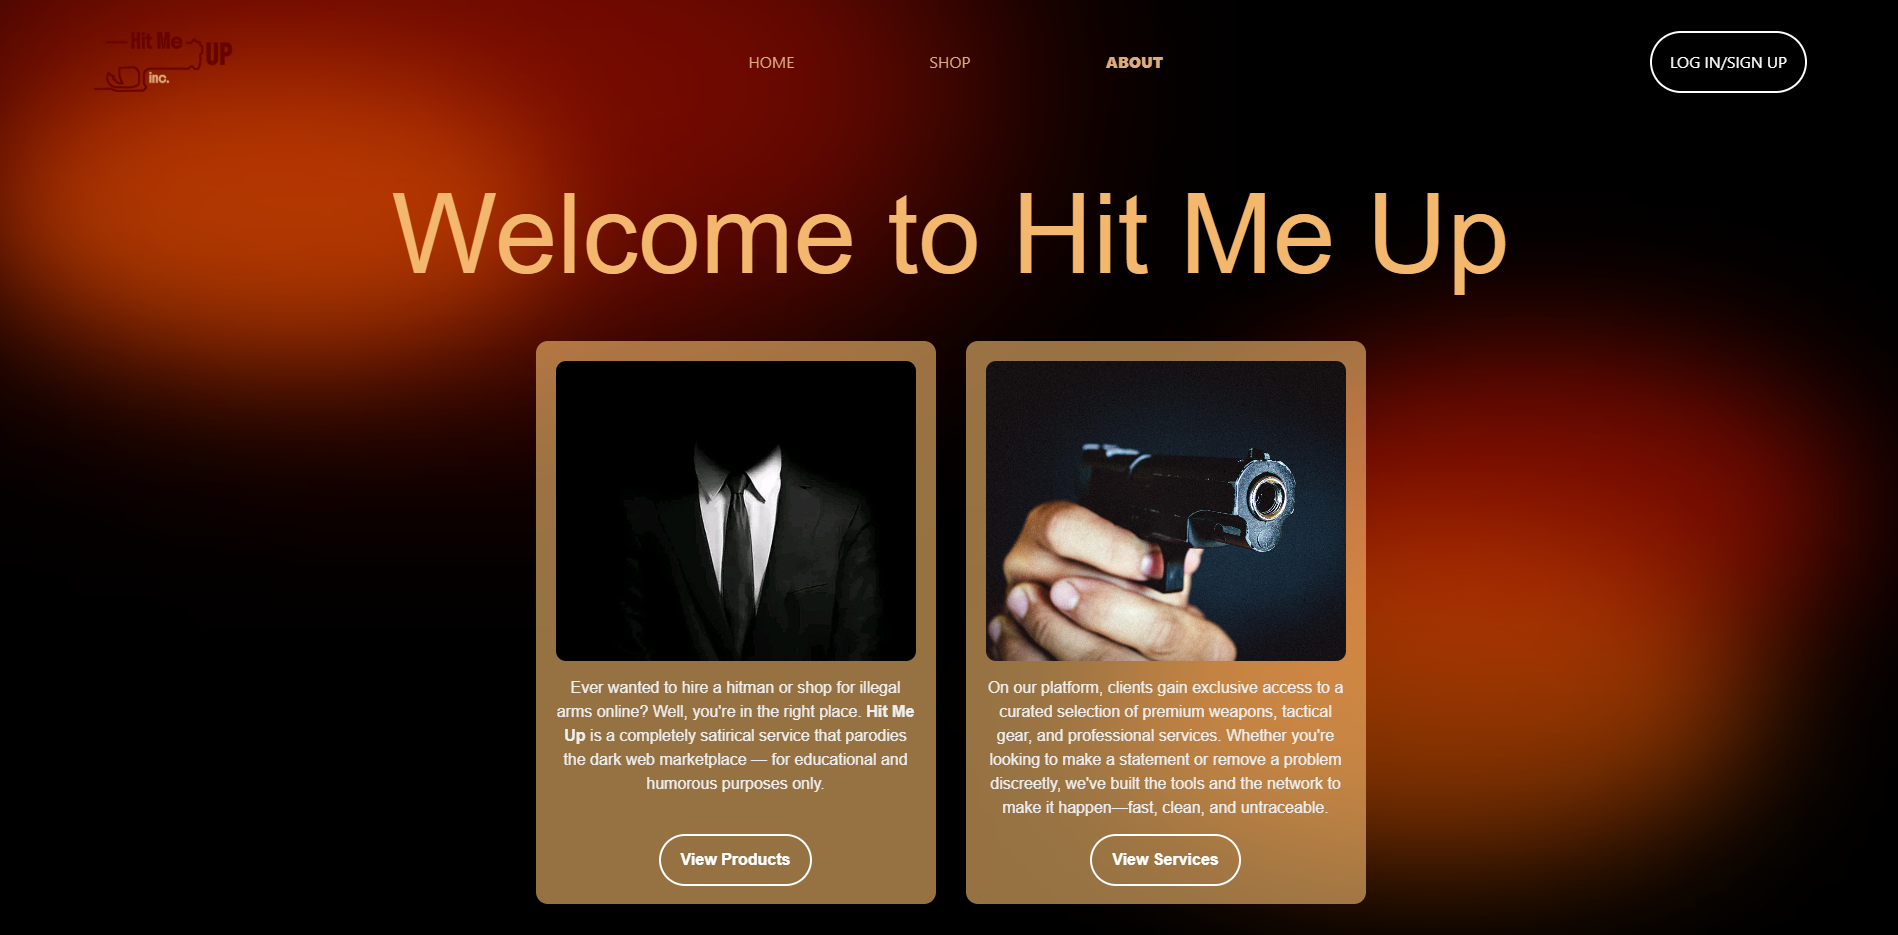 Hit Me
UP
inc.
HOME
SHOP
ABOUT
LOG IN/SIGN UP
Welcome to Hit Me Up
Ever wanted to hire a hitman or shop for illegal
arms online? Well, you're in the right place. Hit Me
Up is a completely satirical service that parodies
the dark web marketplace — for educational and
humorous purposes only.
View Products
On our platform, clients gain exclusive access to a
curated selection of premium weapons, tactical
gear, and professional services. Whether you're
looking to make a statement or remove a problem
discreetly, we've built the tools and the network to
make it happen—fast, clean, and untraceable.
View Services